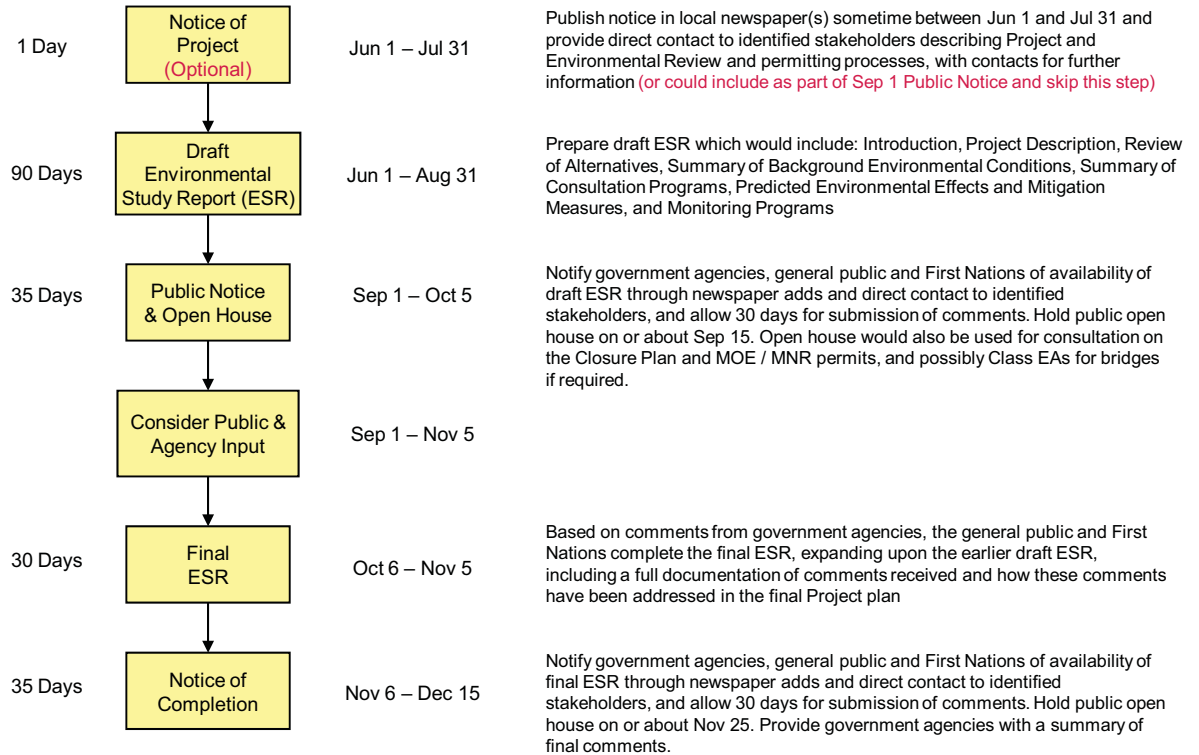 1 Day
Notice of
Project
(Optional)
Jun 1 – Jul 31
Publish notice in local newspaper(s) sometime between Jun 1 and Jul 31 and
provide direct contact to identified stakeholders describing Project and
Environmental Review and permitting processes, with contacts for further
information (or could include as part of Sep 1 Public Notice and skip this step)
90 Days
Draft
Environmental
Study Report (ESR)
Jun 1 – Aug 31
Prepare draft ESR which would include: Introduction, Project Description, Review
of Alternatives, Summary of Background Environmental Conditions, Summary of
Consultation Programs, Predicted Environmental Effects and Mitigation
Measures, and Monitoring Programs
35 Days
Public Notice
& Open House
Sep 1 – Oct 5
Notify government agencies, general public and First Nations of availability of
draft ESR through newspaper adds and direct contact to identified
stakeholders, and allow 30 days for submission of comments. Hold public open
house on or about Sep 15. Open house would also be used for consultation on
the Closure Plan and MOE / MNR permits, and possibly Class EAs for bridges
if required.
Consider Public &
Agency Input
Sep 1 – Nov 5
30 Days
Final
ESR
Oct 6 – Nov 5
Based on comments from government agencies, the general public and First
Nations complete the final ESR, expanding upon the earlier draft ESR,
including a full documentation of comments received and how these comments
have been addressed in the final Project plan
35 Days
Notice of
Completion
Nov 6 – Dec 15
Notify government agencies, general public and First Nations of availability of
final ESR through newspaper adds and direct contact to identified
stakeholders, and allow 30 days for submission of comments. Hold public open
house on or about Nov 25. Provide government agencies with a summary of
final comments.